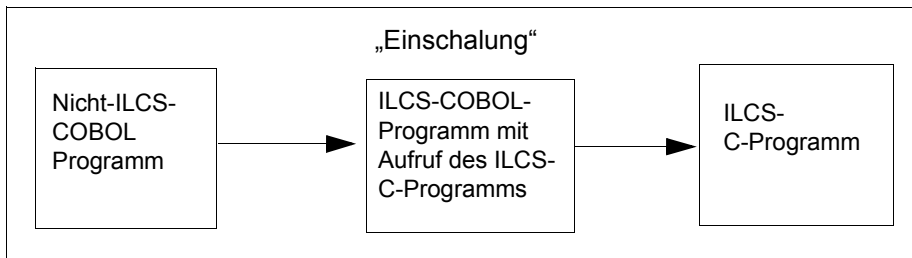 „Einschalung“
Nicht-ILCS-
COBOL
Programm
ILCS-COBOL-
Programm mit
Aufruf des ILCS-
C-Programms
ILCS-
C-Programm